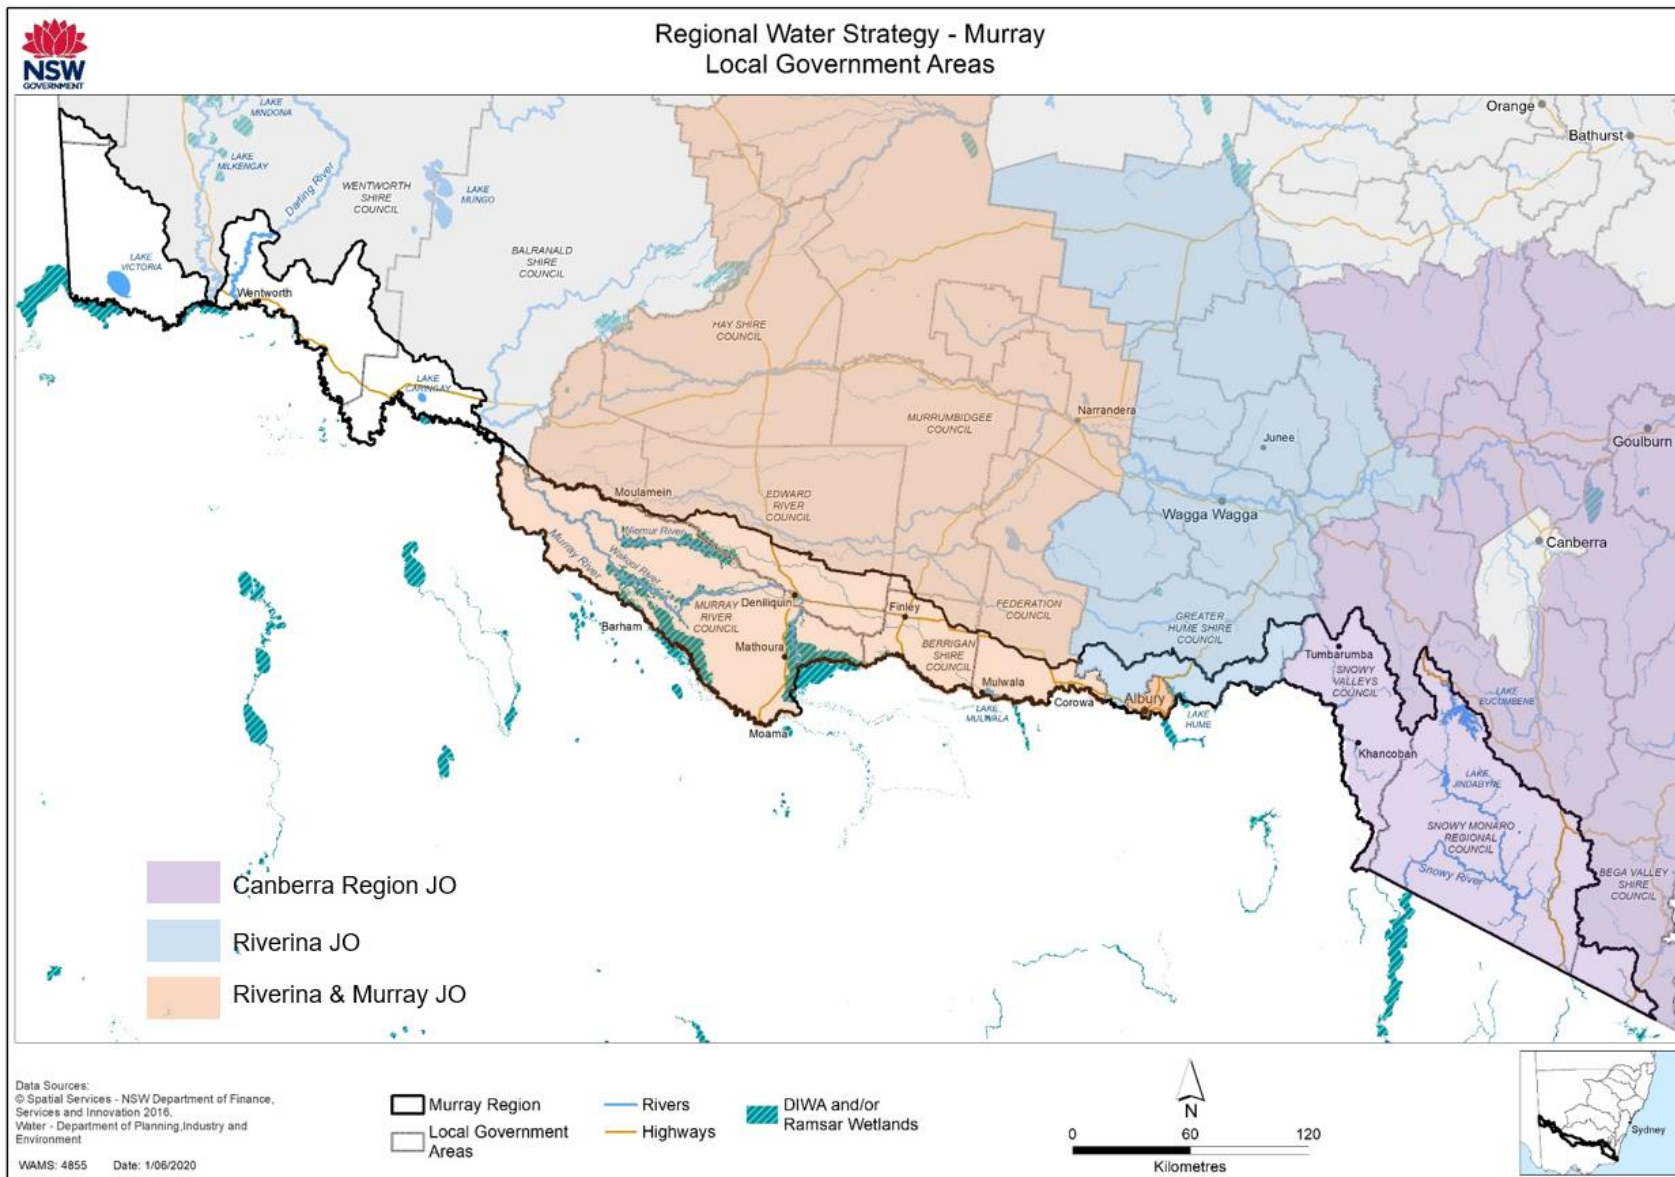 NSW
GOVERNMENT
Regional Water Strategy - Murray
Local Government Areas
LAKE
MINDONA
LAKE
MILKENGAY
Darling River
WENTWORTH
SHIRE
COUNCIL
LAKE
MUNGO
Orange
Bathurst
LAKE
VICTORIA
Wentworth
BALRANALD
SHIRE
COUNCIL
HAY SHIRE
COUNCIL
LAKE
CARINGAY
MURRUMBIDGEE
COUNCIL
Narrandera
Junee
Goulburn
Moulamein
EDWARD
RIVER
COUNCIL
Wagga Wagga
Canberra
Niemur River
Murray River
Wakool River
Deniliquin
MURRAY
RIVER
COUNCIL
Barham
Mathoura
Finley
FEDERATION
COUNCIL
BERRIGAN
SHIRE
COUNCIL
GREATER
HUME SHIRE
COUNCIL
Tumbarumba
SNOWY
VALLEYS
COUNCIL
Mulwala
LAKE
MULWALA
Corowa
Albury
LAKE
HUME
Moama
LAKE
EUCUMBENE
Khancoban
LAKE
JINDABYNE
SNOWY MONARO
REGIONAL
COUNCIL
Snowy River
BEGA VALLEY
SHIRE
COUNCIL
Canberra Region JO
Riverina JO
Riverina & Murray JO
Data Sources:
© Spatial Services - NSW Department of Finance,
Services and Innovation 2016.
Water - Department of Planning,Industry and
Environment
WAMS: 4855 Date: 1/06/2020
Murray Region
Local Government
Areas
Rivers
Highways
DIWA and/or
Ramsar Wetlands
N
0 60 120
Kilometres
Sydney